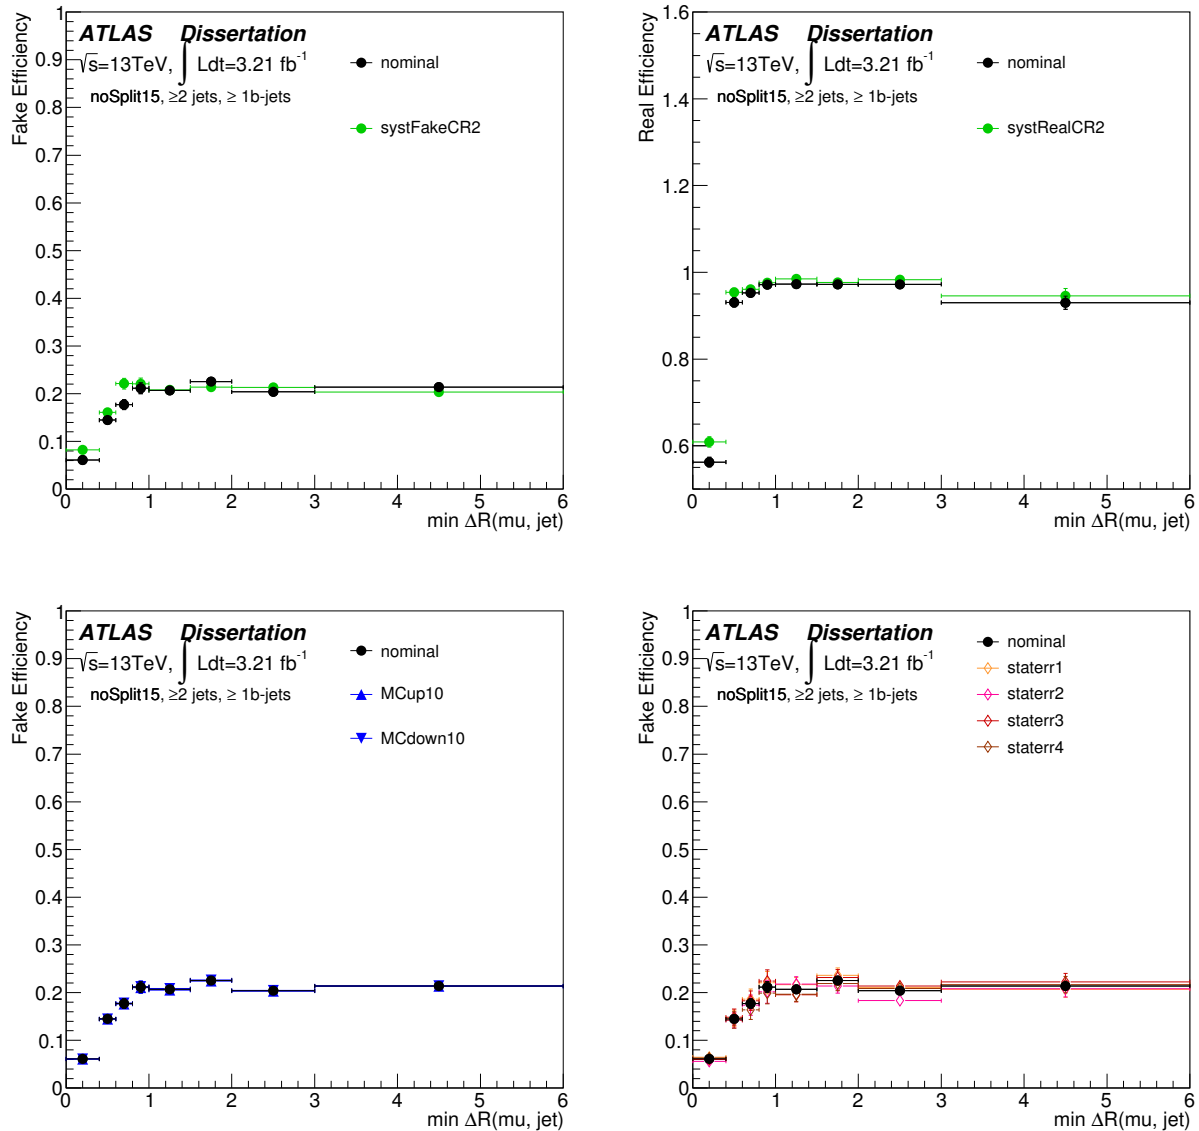 Fake Efficiency
1
0.9
0.8
0.7
0.6
0.5
0.4
0.3
0.2
0.1
0
ATLAS Dissertation
√s=13TeV, ∫ Ldt=3.21 fb⁻¹
noSplit15, ≥2 jets, ≥ 1b-jets
nominal
systFakeCR2
0 1 2 3 4 5 6
min ΔR(mu, jet)
Real Efficiency
1.6
1.4
1.2
1
0.8
0.6
ATLAS Dissertation
√s=13TeV, ∫ Ldt=3.21 fb⁻¹
noSplit15, ≥2 jets, ≥ 1b-jets
nominal
systRealCR2
0 1 2 3 4 5 6
min ΔR(mu, jet)
Fake Efficiency
1
0.9
0.8
0.7
0.6
0.5
0.4
0.3
0.2
0.1
0
ATLAS Dissertation
√s=13TeV, ∫ Ldt=3.21 fb⁻¹
noSplit15, ≥2 jets, ≥ 1b-jets
nominal
MCup10
MCdown10
0 1 2 3 4 5 6
min ΔR(mu, jet)
Fake Efficiency
1
0.9
0.8
0.7
0.6
0.5
0.4
0.3
0.2
0.1
0
ATLAS Dissertation
√s=13TeV, ∫ Ldt=3.21 fb⁻¹
noSplit15, ≥2 jets, ≥ 1b-jets
nominal
staterr1
staterr2
staterr3
staterr4
0 1 2 3 4 5 6
min ΔR(mu, jet)